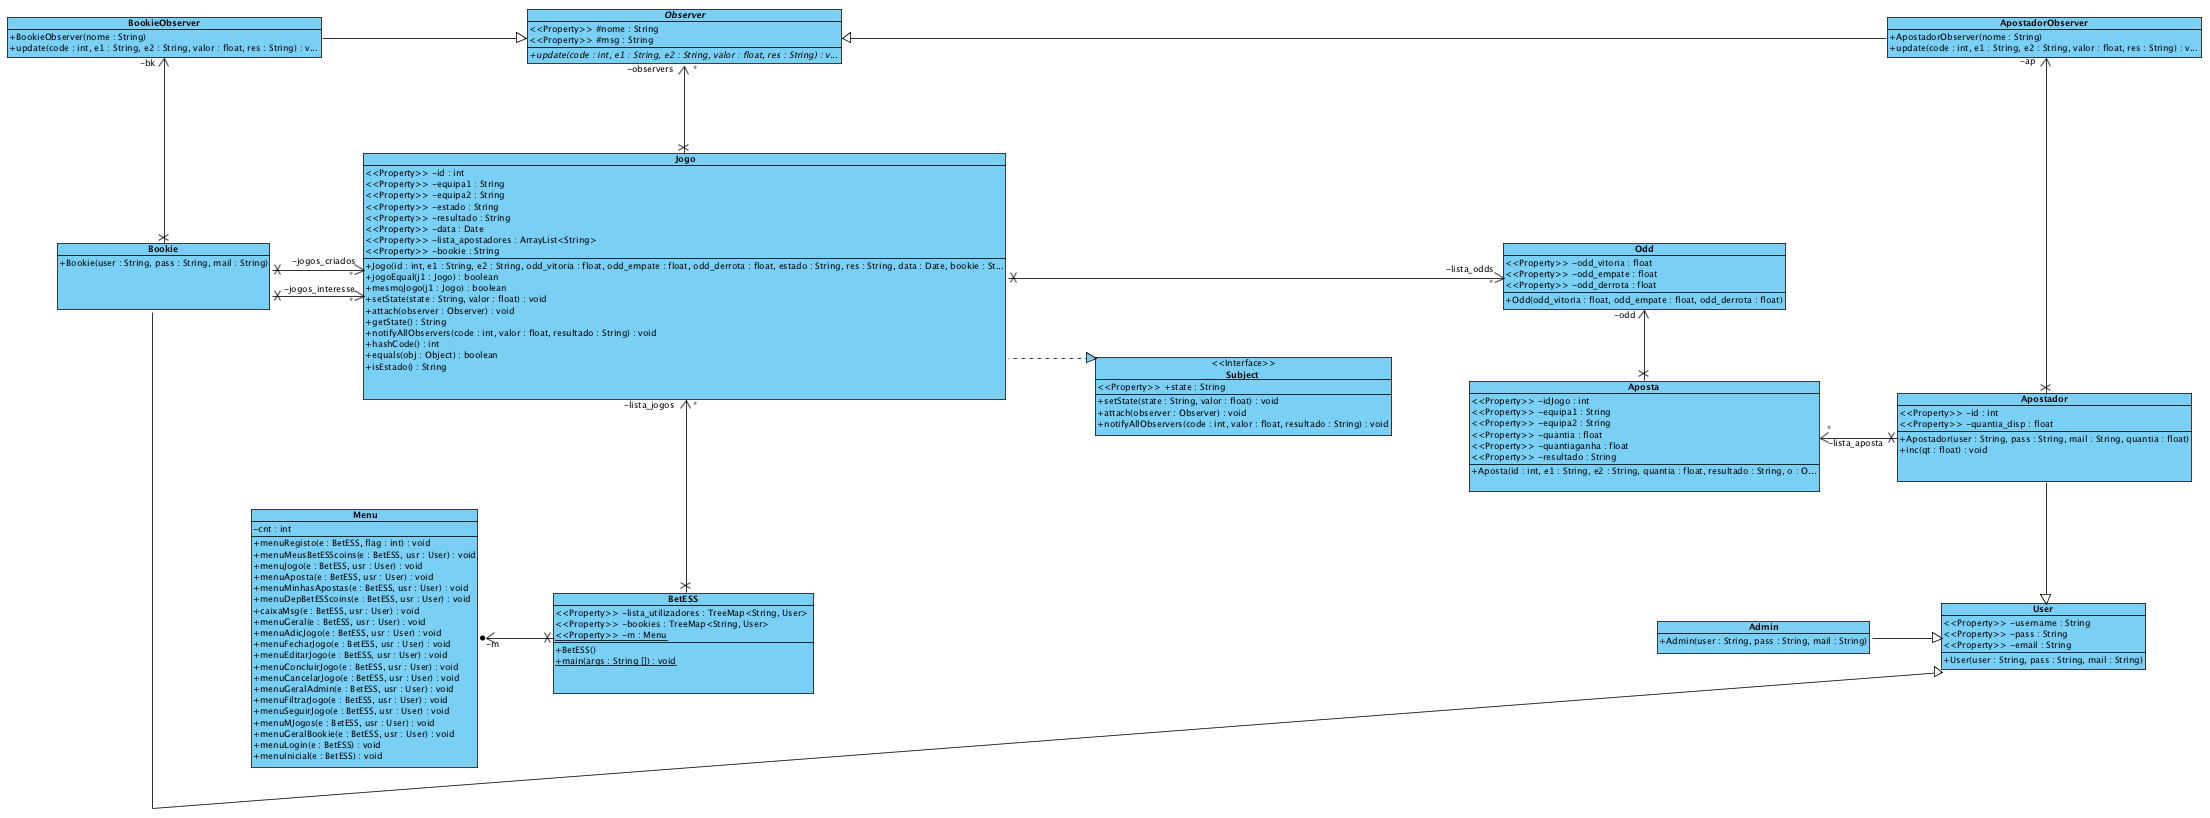 BookieObserver
+BookieObserver(nome : String)
+update(code : int, e1 : String, e2 : String, valor : float, res : String) : v...
-bk
Observer
<<Property>> #nome : String
<<Property>> #msg : String
+update(code : int, e1 : String, e2 : String, valor : float, res : String) : v...
-observers
*
ApostadorObserver
+ApostadorObserver(nome : String)
+update(code : int, e1 : String, e2 : String, valor : float, res : String) : v...
-ap
Bookie
+Bookie(user : String, pass : String, mail : String)
-jogos_criados
*
-jogos_interesse
*
Jogo
<<Property>> -id : int
<<Property>> -equipa1 : String
<<Property>> -equipa2 : String
<<Property>> -estado : String
<<Property>> -resultado : String
<<Property>> -data : Date
<<Property>> -lista_apostadores : ArrayList<String>
<<Property>> -bookie : String
+Jogo(id : int, e1 : String, e2 : String, odd_vitoria : float, odd_empate : float, odd_derrota : float, estado : String, res : String, data : Date, bookie : St...
+jogoEqual(j1 : Jogo) : boolean
+mesmoJogo(j1 : Jogo) : boolean
+setState(state : String, valor : float) : void
+attach(observer : Observer) : void
+getState() : String
+notifyAllObservers(code : int, valor : float, resultado : String) : void
+hashCode() : int
+equals(obj : Object) : boolean
+isEstado() : String
-lista_jogos
*
-lista_odds
*
Odd
<<Property>> -odd_vitoria : float
<<Property>> -odd_empate : float
<<Property>> -odd_derrota : float
+Odd(odd_vitoria : float, odd_empate : float, odd_derrota : float)
-odd
<<Interface>>
Subject
<<Property>> +state : String
+setState(state : String, valor : float) : void
+attach(observer : Observer) : void
+notifyAllObservers(code : int, valor : float, resultado : String) : void
Aposta
<<Property>> -idJogo : int
<<Property>> -equipa1 : String
<<Property>> -equipa2 : String
<<Property>> -quantia : float
<<Property>> -quantiaganha : float
<<Property>> -resultado : String
+Aposta(id : int, e1 : String, e2 : String, quantia : float, resultado : String, o : O...
*
-lista_aposta
Apostador
<<Property>> -id : int
<<Property>> -quantia_disp : float
+Apostador(user : String, pass : String, mail : String, quantia : float)
+inc(qt : float) : void
Menu
-cnt : int
+menuRegisto(e : BetESS, flag : int) : void
+menuMeusBetESScoins(e : BetESS, usr : User) : void
+menuJogo(e : BetESS, usr : User) : void
+menuAposta(e : BetESS, usr : User) : void
+menuMinhasApostas(e : BetESS, usr : User) : void
+menuDepBetESScoins(e : BetESS, usr : User) : void
+caixaMsg(e : BetESS, usr : User) : void
+menuGeral(e : BetESS, usr : User) : void
+menuAdicJogo(e : BetESS, usr : User) : void
+menuFecharJogo(e : BetESS, usr : User) : void
+menuEditarJogo(e : BetESS, usr : User) : void
+menuConcluirJogo(e : BetESS, usr : User) : void
+menuCancelarJogo(e : BetESS, usr : User) : void
+menuGeralAdmin(e : BetESS, usr : User) : void
+menuFiltrarJogo(e : BetESS, usr : User) : void
+menuSeguirJogo(e : BetESS, usr : User) : void
+menuMJogos(e : BetESS, usr : User) : void
+menuGeralBookie(e : BetESS, usr : User) : void
+menuLogin(e : BetESS) : void
+menuInicial(e : BetESS) : void
-m
BetESS
<<Property>> -lista_utilizadores : TreeMap<String, User>
<<Property>> -bookies : TreeMap<String, User>
<<Property>> -m : Menu
+BetESS()
+main(args : String []) : void
Admin
+Admin(user : String, pass : String, mail : String)
User
<<Property>> -username : String
<<Property>> -pass : String
<<Property>> -email : String
+User(user : String, pass : String, mail : String)